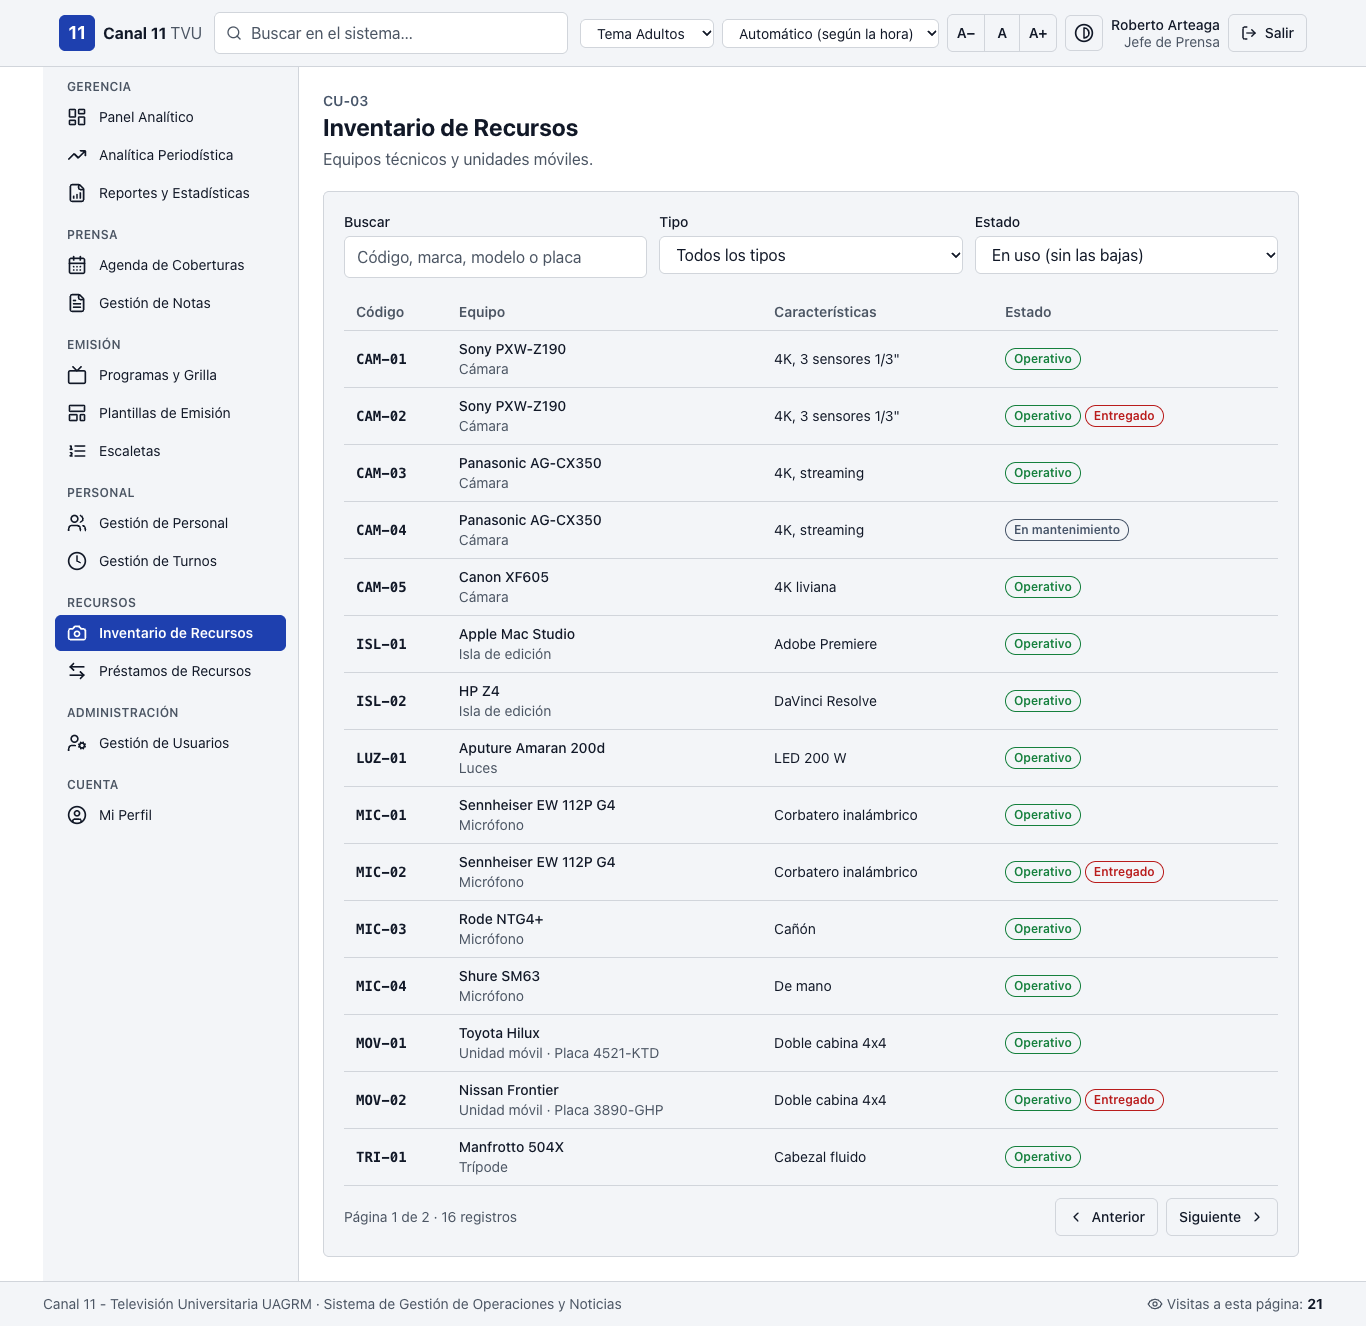 11 Canal 11 TVU
Buscar en el sistema...
Tema Adultos
Automático (según la hora)
A−
A
A+
Roberto Arteaga
Jefe de Prensa
Salir
GERENCIA
Panel Analítico
Analítica Periodística
Reportes y Estadísticas
PRENSA
Agenda de Coberturas
Gestión de Notas
EMISIÓN
Programas y Grilla
Plantillas de Emisión
Escaletas
PERSONAL
Gestión de Personal
Gestión de Turnos
RECURSOS
Inventario de Recursos
Préstamos de Recursos
ADMINISTRACIÓN
Gestión de Usuarios
CUENTA
Mi Perfil
CU-03
Inventario de Recursos
Equipos técnicos y unidades móviles.
Buscar
Código, marca, modelo o placa
Tipo
Todos los tipos
Estado
En uso (sin las bajas)
Código Equipo Características Estado
CAM-01 Sony PXW-Z190 4K, 3 sensores 1/3" Operativo
Cámara
CAM-02 Sony PXW-Z190 4K, 3 sensores 1/3" Operativo Entregado
Cámara
CAM-03 Panasonic AG-CX350 4K, streaming Operativo
Cámara
CAM-04 Panasonic AG-CX350 4K, streaming En mantenimiento
Cámara
CAM-05 Canon XF605 4K liviana Operativo
Cámara
ISL-01 Apple Mac Studio Adobe Premiere Operativo
Isla de edición
ISL-02 HP Z4 DaVinci Resolve Operativo
Isla de edición
LUZ-01 Aputure Amaran 200d LED 200 W Operativo
Luces
MIC-01 Sennheiser EW 112P G4 Corbatero inalámbrico Operativo
Micrófono
MIC-02 Sennheiser EW 112P G4 Corbatero inalámbrico Operativo Entregado
Micrófono
MIC-03 Rode NTG4+ Cañón Operativo
Micrófono
MIC-04 Shure SM63 De mano Operativo
Micrófono
MOV-01 Toyota Hilux Doble cabina 4x4 Operativo
Unidad móvil · Placa 4521-KTD
MOV-02 Nissan Frontier Doble cabina 4x4 Operativo Entregado
Unidad móvil · Placa 3890-GHP
TRI-01 Manfrotto 504X Cabezal fluido Operativo
Trípode
Página 1 de 2 · 16 registros
Anterior
Siguiente
Canal 11 - Televisión Universitaria UAGRM · Sistema de Gestión de Operaciones y Noticias
Visitas a esta página: 21